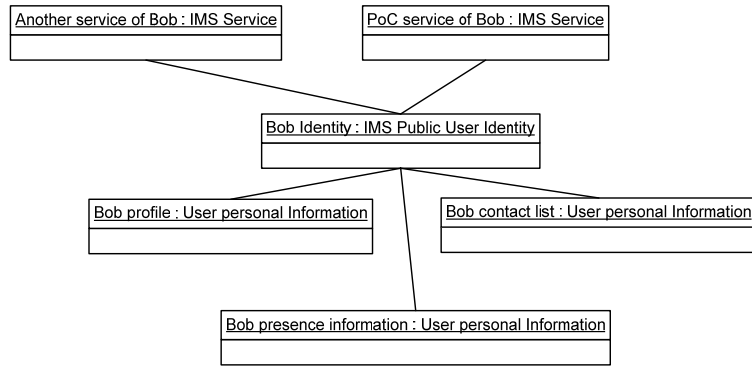 Another service of Bob : IMS Service
PoC service of Bob : IMS Service
Bob Identity : IMS Public User Identity
Bob profile : User personal Information
Bob contact list : User personal Information
Bob presence information : User personal Information